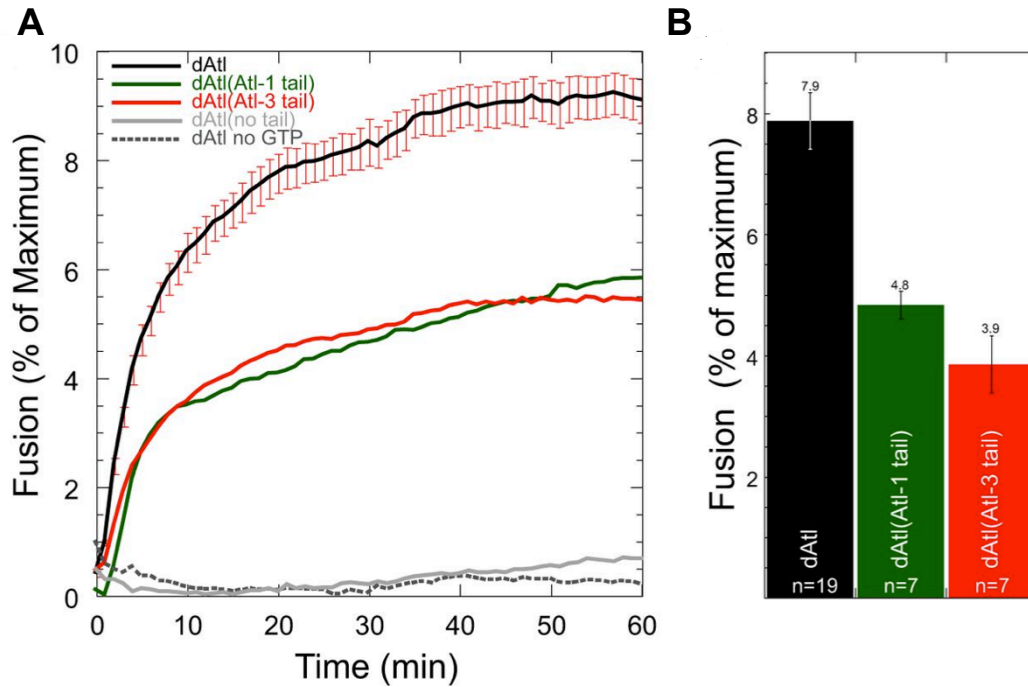 A
B
10
8
6
4
2
0
0
10
20
30
40
50
60
Fusion (% of Maximum)
Time (min)
dAtl
dAtl(Atl-1 tail)
dAtl(Atl-3 tail)
dAtl(no tail)
dAtl no GTP
Fusion (% of maximum)
8
6
4
2
7.9
4.8
3.9
dAtl
n=19
dAtl(Atl-1 tail)
n=7
dAtl(Atl-3 tail)
n=7